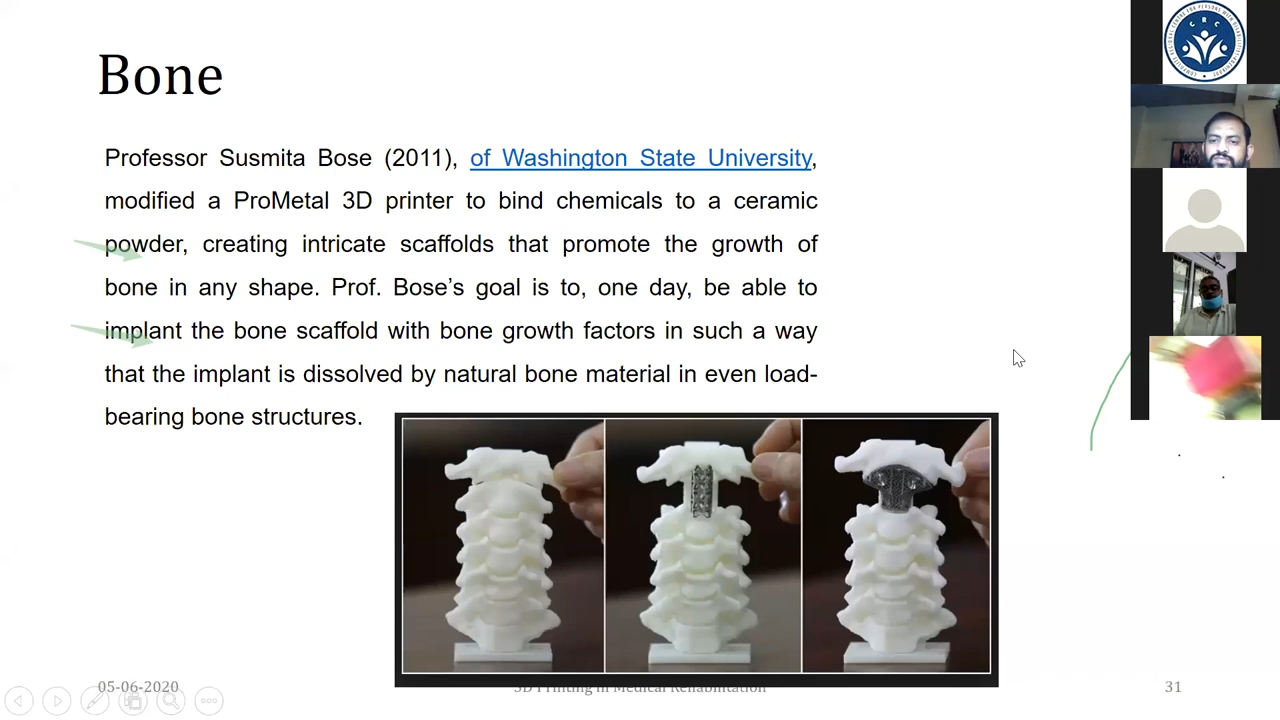 Bone
Professor Susmita Bose (2011), of Washington State University,
modified a ProMetal 3D printer to bind chemicals to a ceramic
powder, creating intricate scaffolds that promote the growth of
bone in any shape. Prof. Bose’s goal is to, one day, be able to
implant the bone scaffold with bone growth factors in such a way
that the implant is dissolved by natural bone material in even load-
bearing bone structures.
05-06-2020
3D Printing in Medical Rehabilitation
31
CRC